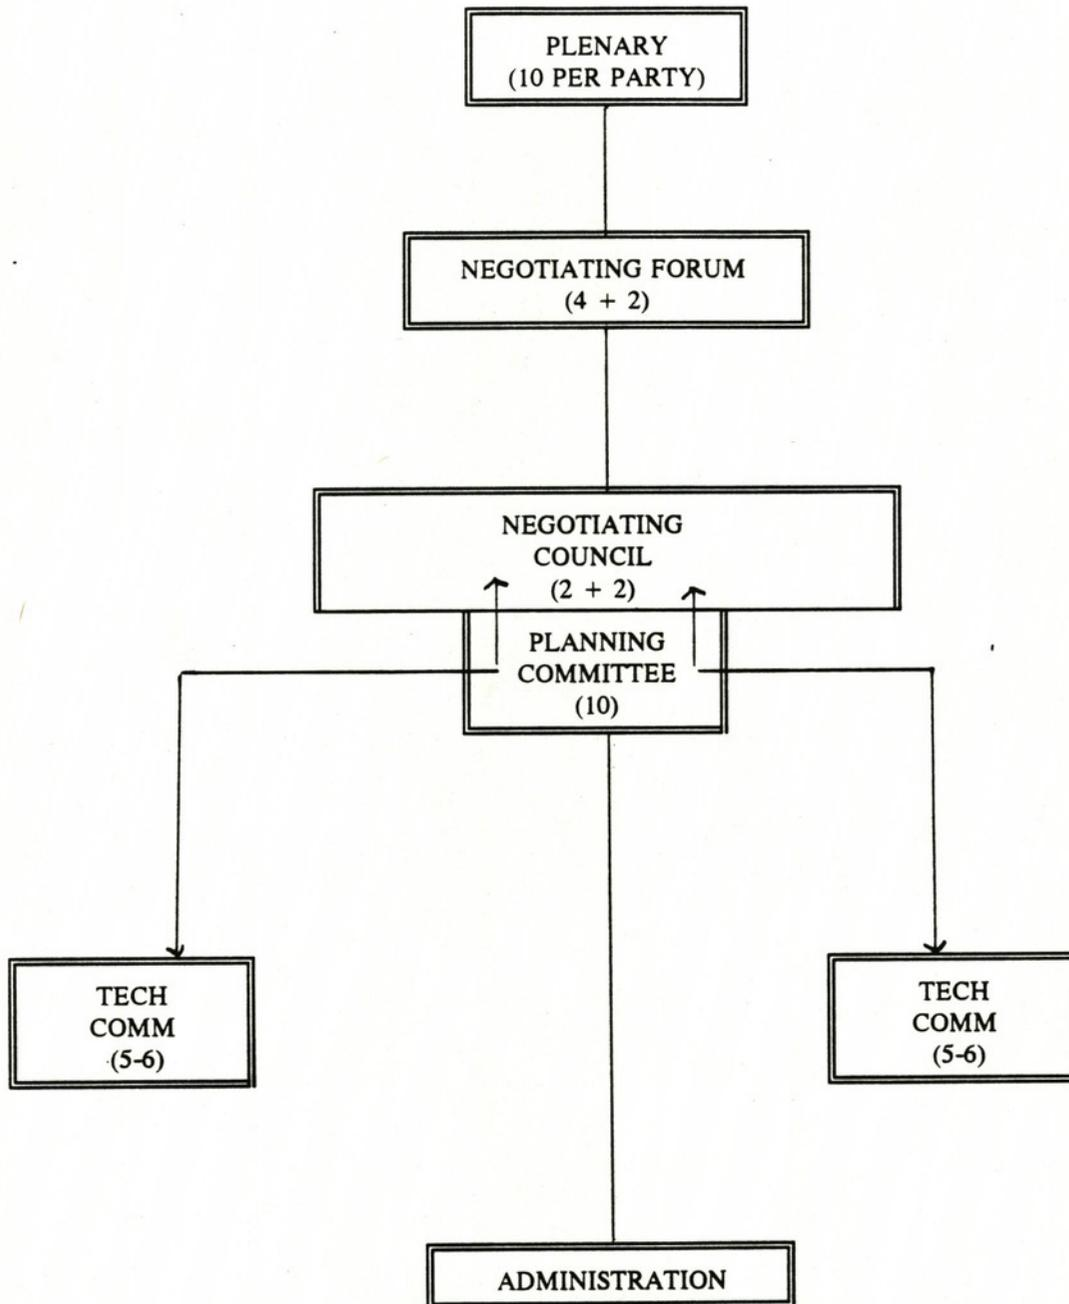 PLENARY
(10 PER PARTY)
NEGOTIATING FORUM
(4 + 2)
NEGOTIATING
COUNCIL
(2 + 2)
PLANNING
COMMITTEE
(10)
TECH
COMM
(5-6)
TECH
COMM
(5-6)
ADMINISTRATION